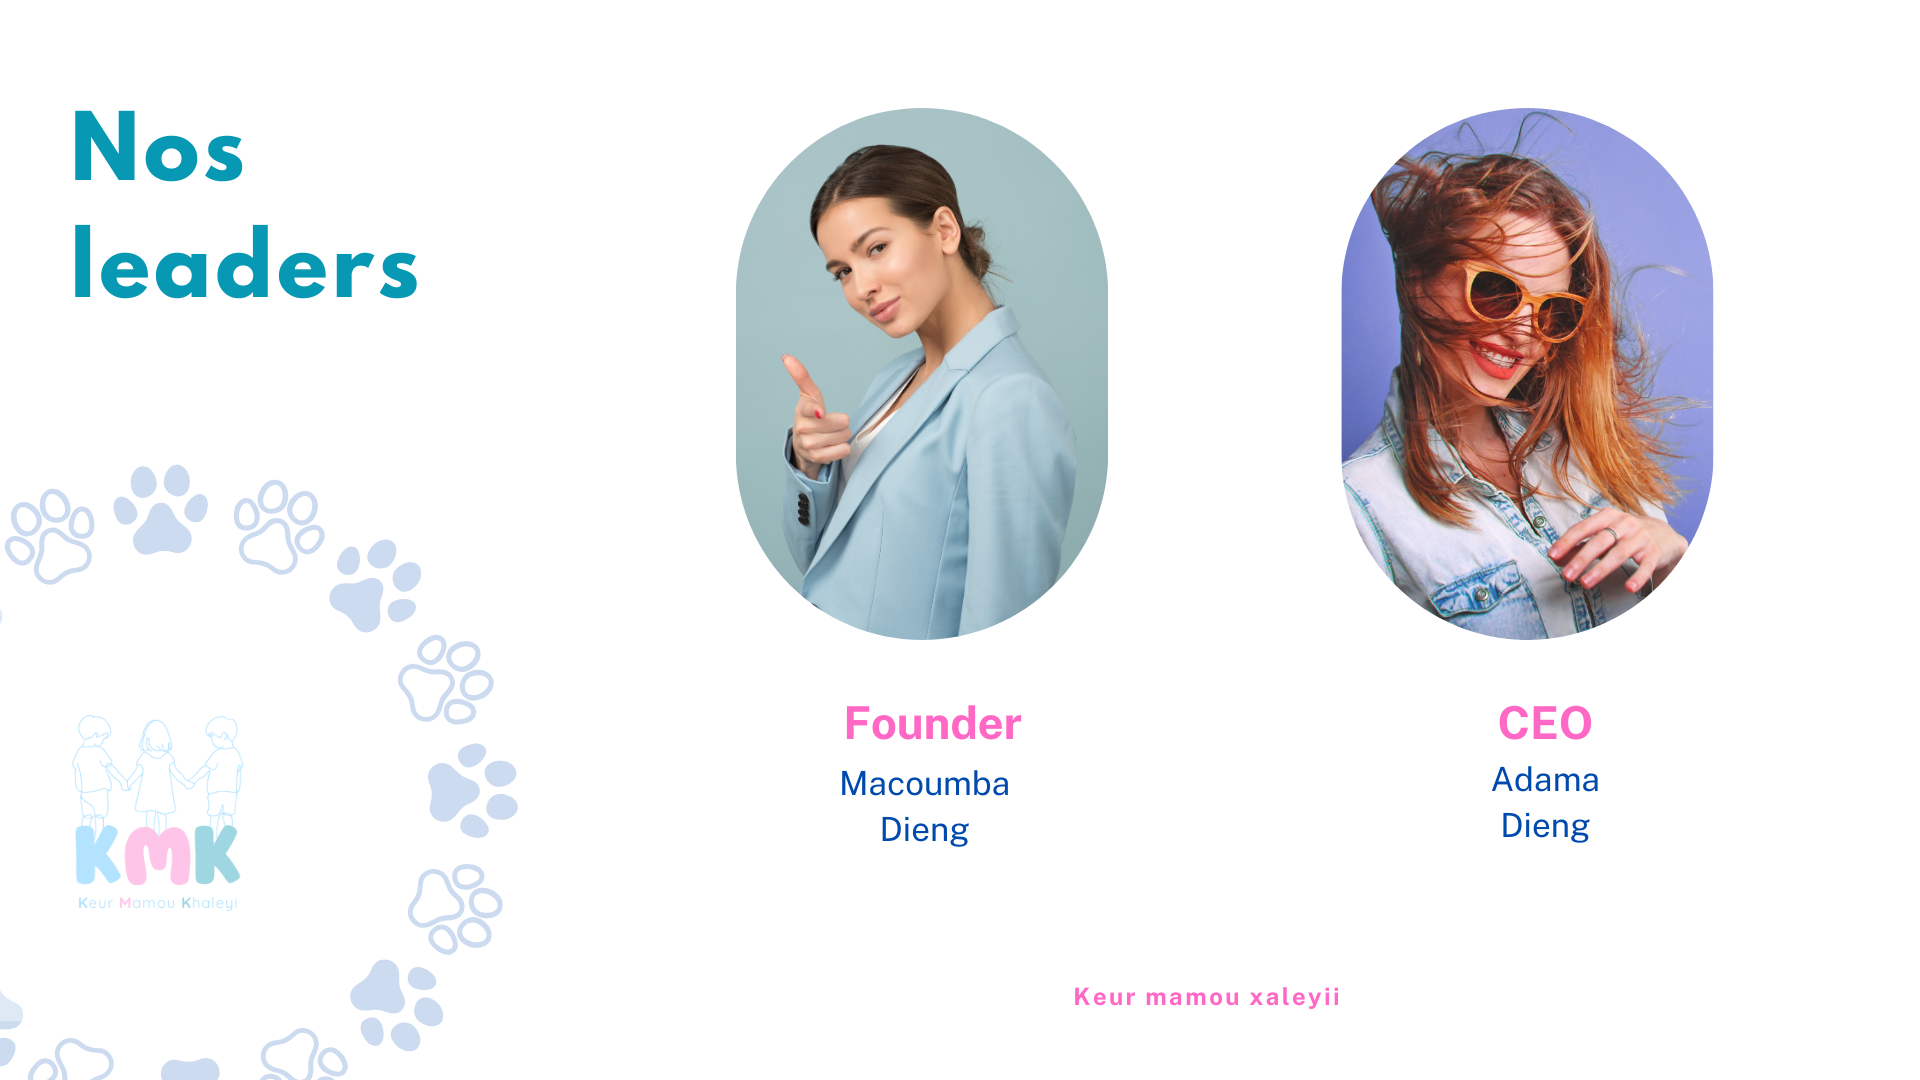 Nos
leaders
Founder
Macoumba
Dieng
CEO
Adama
Dieng
KMK
Keur Mamou Khaleyi
Keur mamou xaleyii